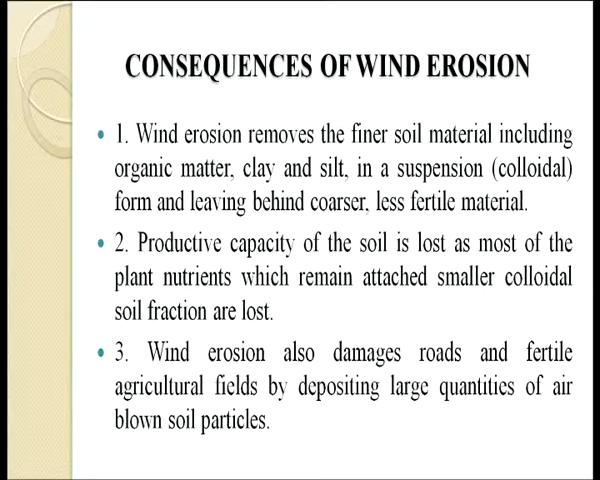 CONSEQUENCES OF WIND EROSION
• 1. Wind erosion removes the finer soil material including
organic matter, clay and silt, in a suspension (colloidal)
form and leaving behind coarser, less fertile material.
• 2. Productive capacity of the soil is lost as most of the
plant nutrients which remain attached smaller colloidal
soil fraction are lost.
• 3. Wind erosion also damages roads and fertile
agricultural fields by depositing large quantities of air
blown soil particles.